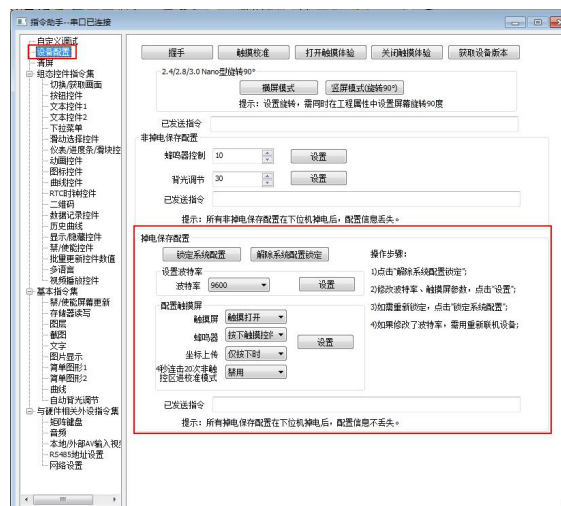 指令助手--串口已连接
自定义调试
设备配置
清屏
组态控件指令集
切换/获取画面
按钮控件
文本控件1
文本控件2
下拉菜单
滑动选择控件
仪表/进度条/滑块控
动画控件
图标控件
曲线控件
RTC时钟控件
二维码
数据记录控件
历史曲线
显示/隐藏控件
禁/使能控件
批量更新控件数值
多语言
视频播放控件
基本指令集
禁/使能屏幕更新
存储器读写
图层
截图
文字
图片显示
简单图形1
简单图形2
曲线
自动背光调节
与硬件相关外设指令集
矩阵键盘
音频
本地/外部AV输入视频
RS485地址设置
网络设置
握手 触摸校准 打开触摸体验 关闭触摸体验 获取设备版本
2.4/2.8/3.0 Nano型旋转90°
横屏模式 竖屏模式(旋转90°)
提示：设置旋转，需同时在工程属性中设置屏幕旋转90度
已发送指令
非掉电保存配置
蜂鸣器控制 10 设置
背光调节 30 设置
已发送指令
提示：所有非掉电保存配置在下位机掉电后，配置信息丢失。
掉电保存配置
锁定系统配置 解除系统配置锁定
设置波特率
波特率 9600 设置
配置触摸屏
触摸屏 触摸打开
蜂鸣器 按下触摸控件
坐标上传 仅按下时
设置
4秒连击20次非触
控区进校准模式 禁用
已发送指令
提示：所有掉电保存配置在下位机掉电后，配置信息不丢失。
操作步骤：
1)点击"解除系统配置锁定";
2)修改波特率、触摸屏参数，点击"设置";
3)如需重新锁定，点击"锁定系统配置";
4)如果修改了波特率，需用重新联机设备;